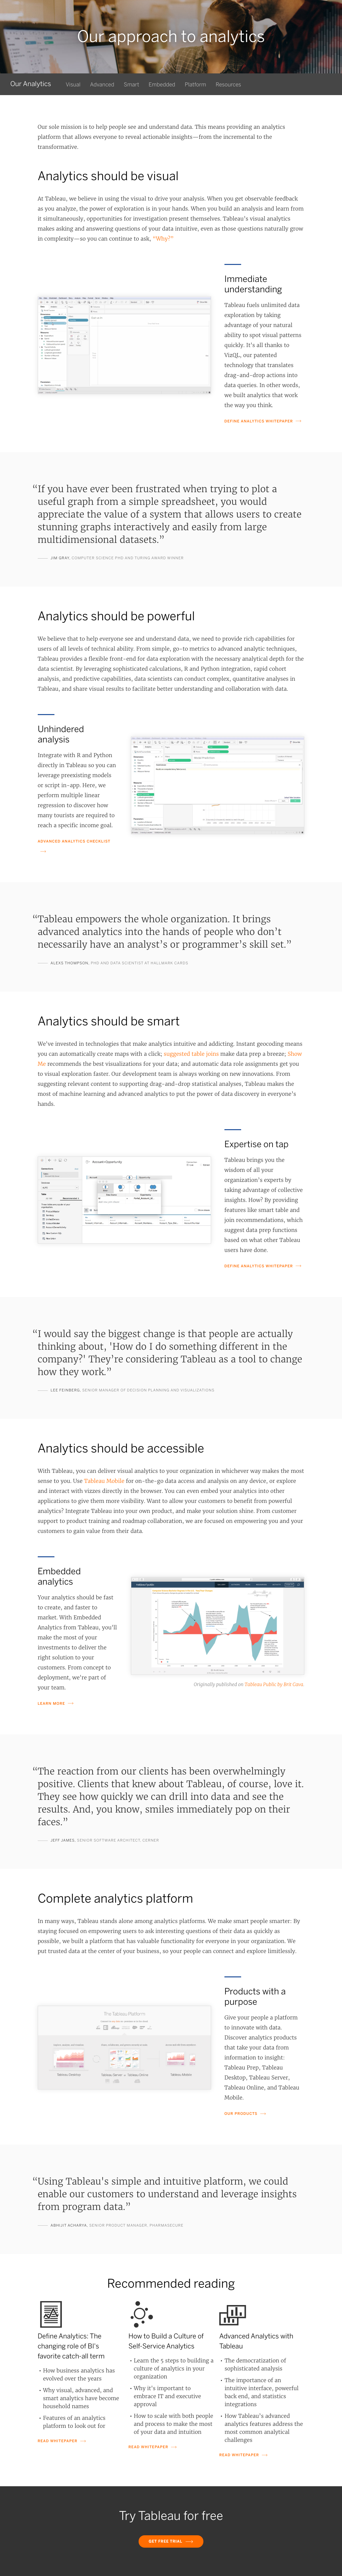 Our approach to analytics
Our Analytics
Visual
Advanced
Smart
Embedded
Platform
Resources
Our sole mission is to help people see and understand data. This means providing an analytics
platform that allows everyone to reveal actionable insights—from the incremental to the
transformative.
Analytics should be visual
At Tableau, we believe in using the visual to drive your analysis. When you get observable feedback
as you analyze, the power of exploration is in your hands. When you build an analysis and learn from
it simultaneously, opportunities for investigation present themselves. Tableau's visual analytics
makes asking and answering questions of your data intuitive, even as those questions naturally grow
in complexity—so you can continue to ask, "Why?"
Immediate
understanding
Tableau fuels unlimited data
exploration by taking
advantage of your natural
ability to spot visual patterns
quickly. It's all thanks to
VizQL, our patented
technology that translates
drag-and-drop actions into
data queries. In other words,
we built analytics that work
the way you think.
DEFINE ANALYTICS WHITEPAPER
“If you have ever been frustrated when trying to plot a
useful graph from a simple spreadsheet, you would
appreciate the value of a system that allows users to create
stunning graphs interactively and easily from large
multidimensional datasets.”
JIM GRAY, COMPUTER SCIENCE PHD AND TURING AWARD WINNER
Analytics should be powerful
We believe that to help everyone see and understand data, we need to provide rich capabilities for
users of all levels of technical ability. From simple, go-to metrics to advanced analytic techniques,
Tableau provides a flexible front-end for data exploration with the necessary analytical depth for the
data scientist. By leveraging sophisticated calculations, R and Python integration, rapid cohort
analysis, and predictive capabilities, data scientists can conduct complex, quantitative analyses in
Tableau, and share visual results to facilitate better understanding and collaboration with data.
Unhindered
analysis
Integrate with R and Python
directly in Tableau so you can
leverage preexisting models
or script in-app. Here, we
perform multiple linear
regression to discover how
many tourists are required to
reach a specific income goal.
ADVANCED ANALYTICS CHECKLIST
“Tableau empowers the whole organization. It brings
advanced analytics into the hands of people who don’t
necessarily have an analyst’s or programmer’s skill set.”
THOMPSON, PHD AND DATA SCIENTIST AT HALLMARK CARDS
Analytics should be smart
We've invested in technologies that make analytics intuitive and addicting. Instant geocoding means
you can automatically create maps with a click; suggested table joins make data prep a breeze; Show
Me recommends the best visualizations for your data; and automatic data role assignments get you
to visual exploration faster. Our development team is always working on new innovations. From
suggesting relevant content to supporting drag-and-drop statistical analyses, Tableau makes the
most of machine learning and advanced analytics to put the power of data discovery in everyone's
hands.
Expertise on tap
Tableau brings you the
wisdom of all your
organization's experts by
taking advantage of collective
insights. How? By providing
features like smart table and
join recommendations, which
suggest data prep functions
based on what other Tableau
users have done.
DEFINE ANALYTICS WHITEPAPER
“I would say the biggest change is that people are actually
thinking about, ‘How do I do something different in the
company?’ They’re considering Tableau as a tool to change
how they work.”
LEE FEINBERG, SENIOR MANAGER OF DECISION PLANNING AND VISUALIZATIONS
Analytics should be accessible
With Tableau, you can deliver visual analytics to your organization in whichever way makes the most
sense to you. Use Tableau Mobile for on-the-go data access and analysis on any device, or explore
and interact with vizzes directly in the browser. You can even embed your analytics into other
applications to give them more visibility. Want to allow your customers to benefit from powerful
analytics? Integrate Tableau into your own product, and make your solution shine. From customer
support to product training and roadmap collaboration, we are focused on empowering you and your
customers to gain value from their data.
Embedded
analytics
Your analytics should be fast
to create, and faster to
market. With Embedded
Analytics from Tableau, you'll
make the most of your
investments to deliver the
right solution to your
customers. From concept to
deployment, we're part of
your team.
LEARN MORE
Originally published on Tableau Public by Brit Cava.
“The reaction from our clients has been overwhelmingly
positive. Clients that knew about Tableau, of course, love it.
They see how quickly we can drill into data and see the
results. And, you know, smiles immediately pop on their
faces.”
JEFF JAMES, SENIOR SOFTWARE ARCHITECT, CERNER
Complete analytics platform
In many ways, Tableau stands alone among analytics platforms. We make smart people smarter: By
staying focused on empowering users to ask interesting questions of their data as quickly as
possible, we built a platform that has valuable functionality for everyone in your organization. We
put trusted data at the center of your business, so your people can connect and explore limitlessly.
The Tableau Platform
Products with a
purpose
Give your people a platform
to innovate with data.
Discover analytics products
that take your data from
information to insight:
Tableau Prep, Tableau
Desktop, Tableau Server,
Tableau Online, and Tableau
Mobile.
OUR PRODUCTS
“Using Tableau's simple and intuitive platform, we could
enable our customers to understand and leverage insights
from program data.”
ABHIJIT ACHARYA, SENIOR PRODUCT MANAGER, PHARMASECURE
Recommended reading
Define Analytics: The
changing role of BI's
favorite catch-all term
• How business analytics has
evolved over the years
• Why visual, advanced, and
smart analytics have become
household names
• Features of an analytics
platform to look out for
READ WHITEPAPER
How to Build a Culture of
Self-Service Analytics
• Learn the 5 steps to building a
culture of analytics in your
organization
• Why it's important to
embrace IT and executive
approval
• How to scale with both people
and process to make the most
of your data and intuition
READ WHITEPAPER
Advanced Analytics with
Tableau
• The democratization of
sophisticated analysis
• The importance of an
intuitive interface, powerful
back end, and statistics
integrations
• How Tableau's advanced
analytics features address the
most common analytical
challenges
READ WHITEPAPER
Try Tableau for free
GET FREE TRIAL